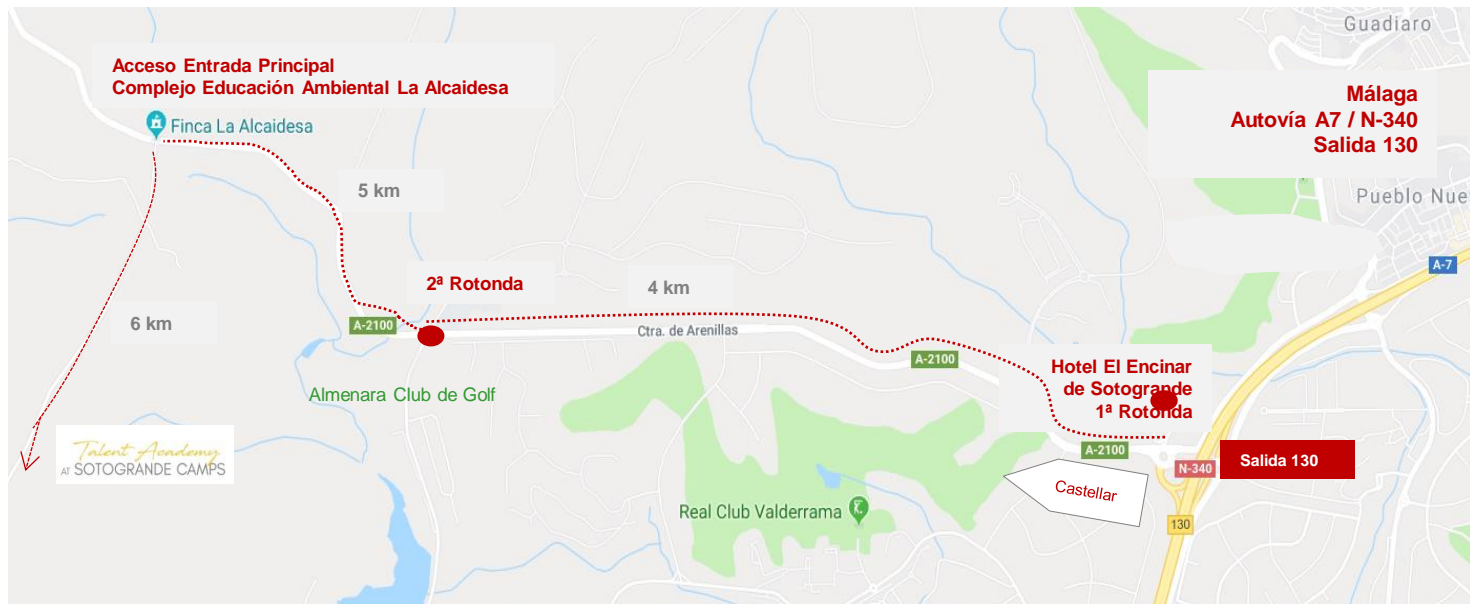 Guadiaro
Acceso Entrada Principal
Complejo Educación Ambiental La Alcaidesa
Málaga
Autovía A7 / N-340
Salida 130
Finca La Alcaidesa
5 km
Pueblo Nue
A-7
2ª Rotonda
4 km
6 km
A-2100
Ctra. de Arenillas
A-2100
Hotel El Encinar
de Sotogrande
1ª Rotonda
Almenara Club de Golf
Talent Academy
AT SOTOGRANDE CAMPS
A-2100
N-340
Salida 130
Castellar
Real Club Valderrama
130